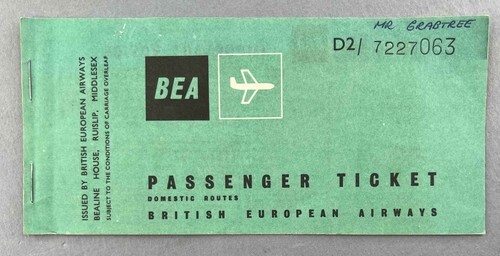 MR GRABTREE
D2/ 7227063
BEA
ISSUED BY BRITISH EUROPEAN AIRWAYS
BEALINE HOUSE, RUISLIP, MIDDLESEX
SUBJECT TO THE CONDITIONS OF CARRIAGE OVERLEAF
PASSENGER TICKET
DOMESTIC ROUTES
BRITISH EUROPEAN AIRWAYS